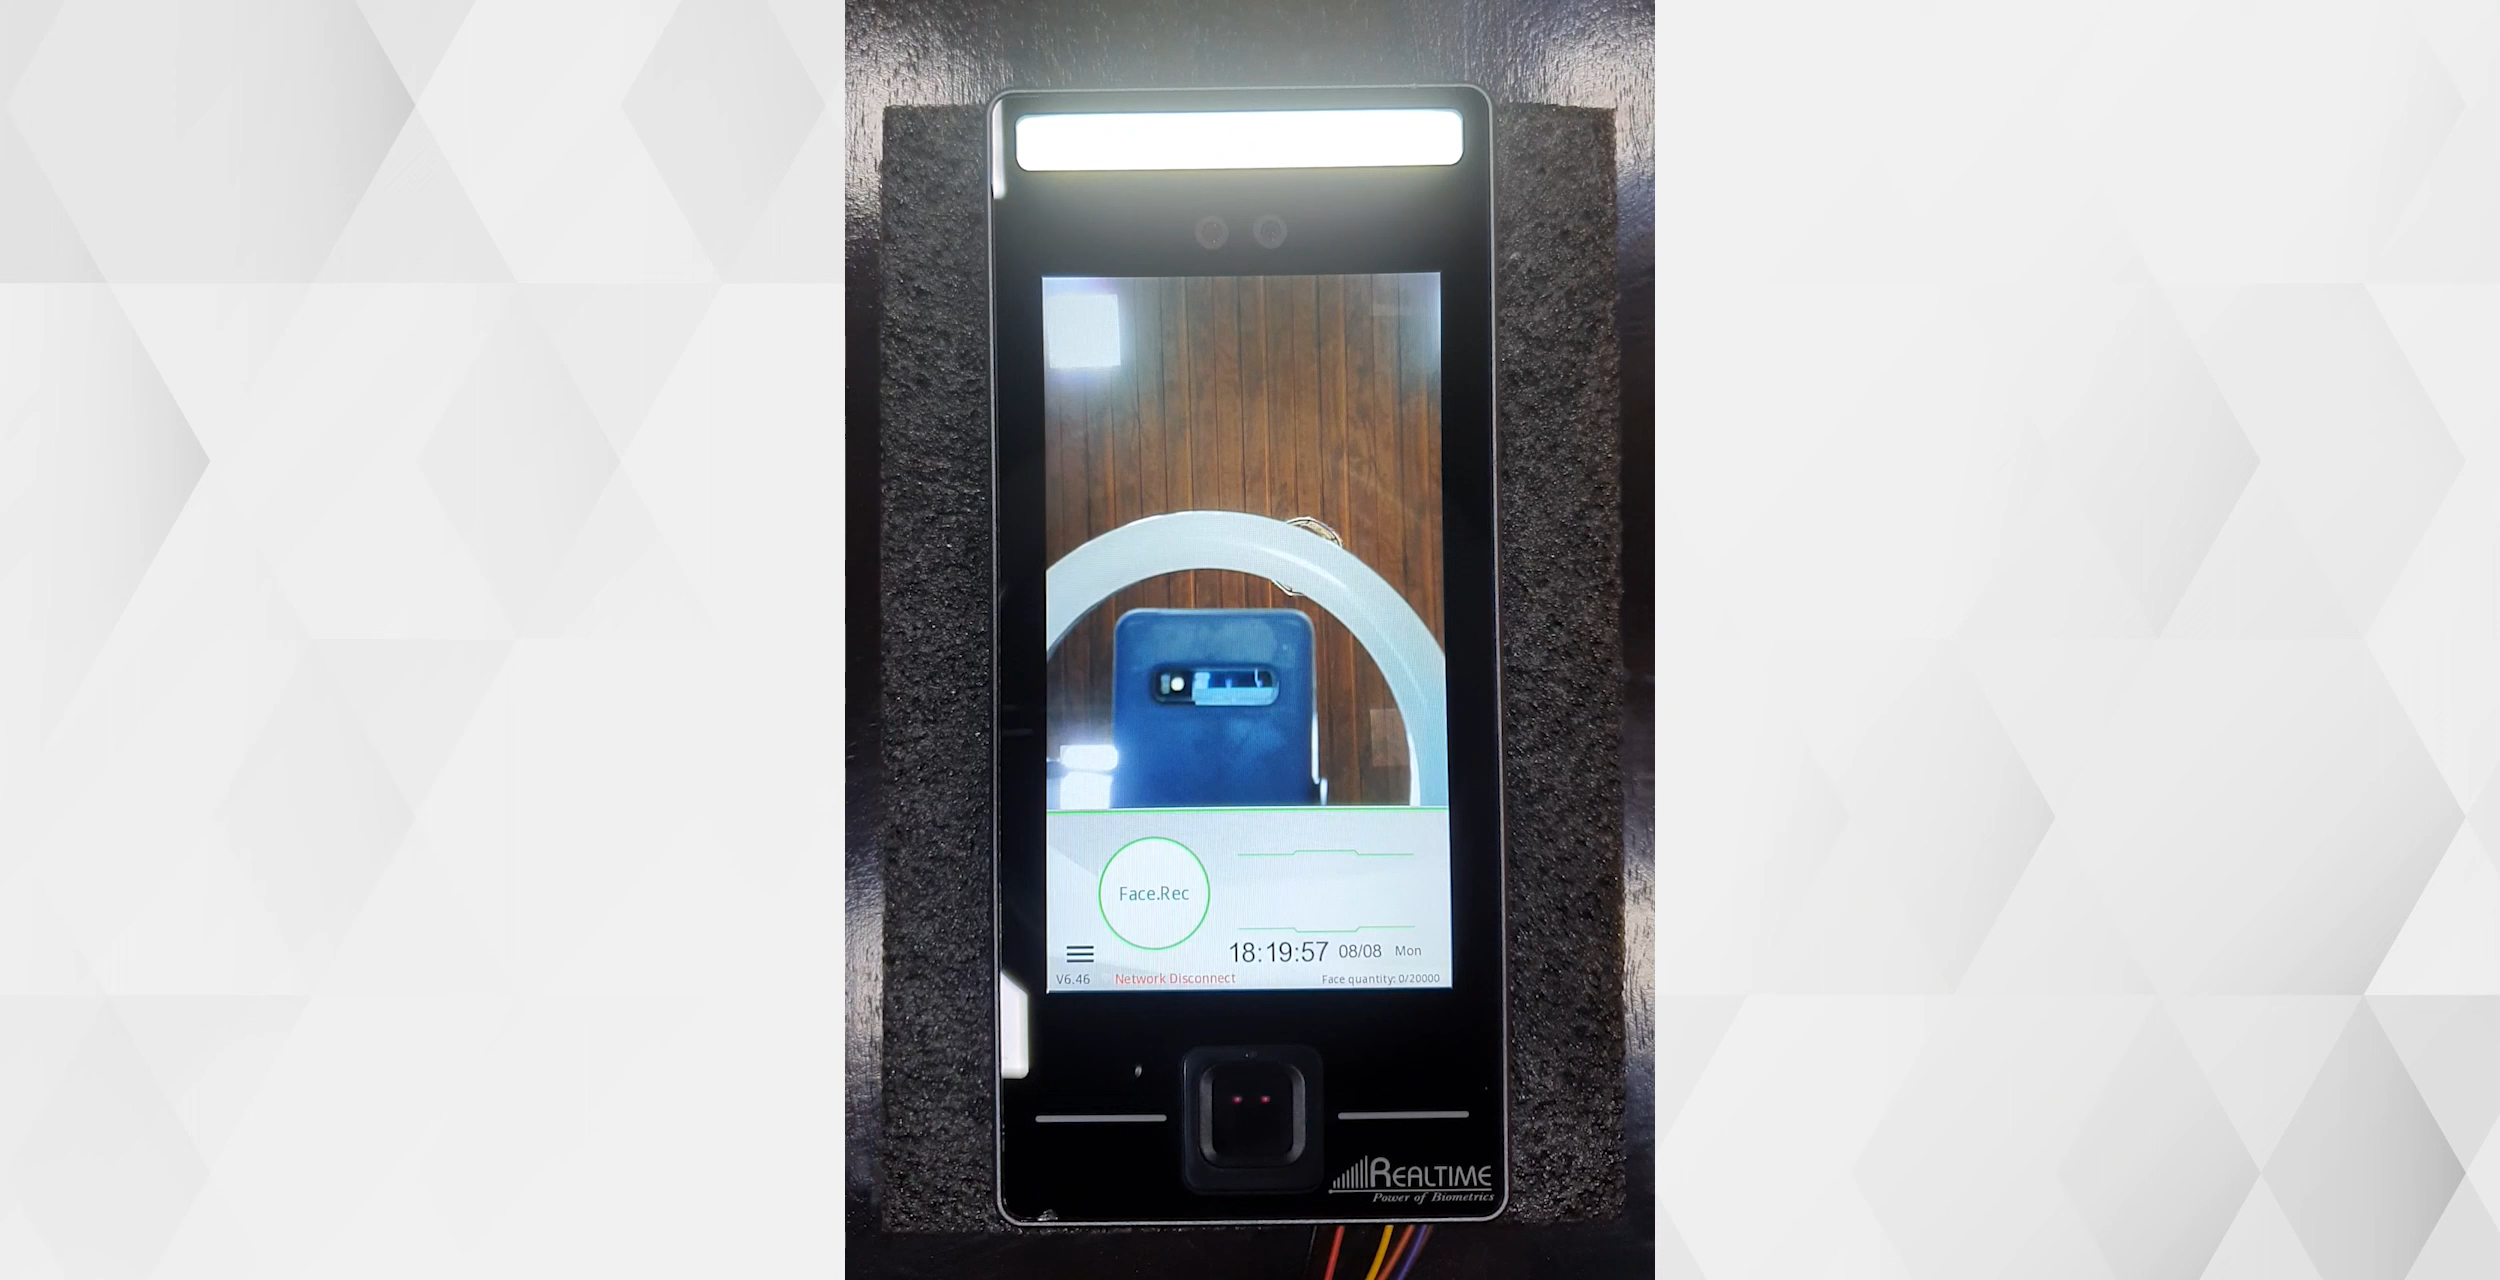 Face.Rec
18:19:57 08/08 Mon
V6.46 Network Disconnect Face quantity: 0/20000
REALTIME
Power of Biometrics